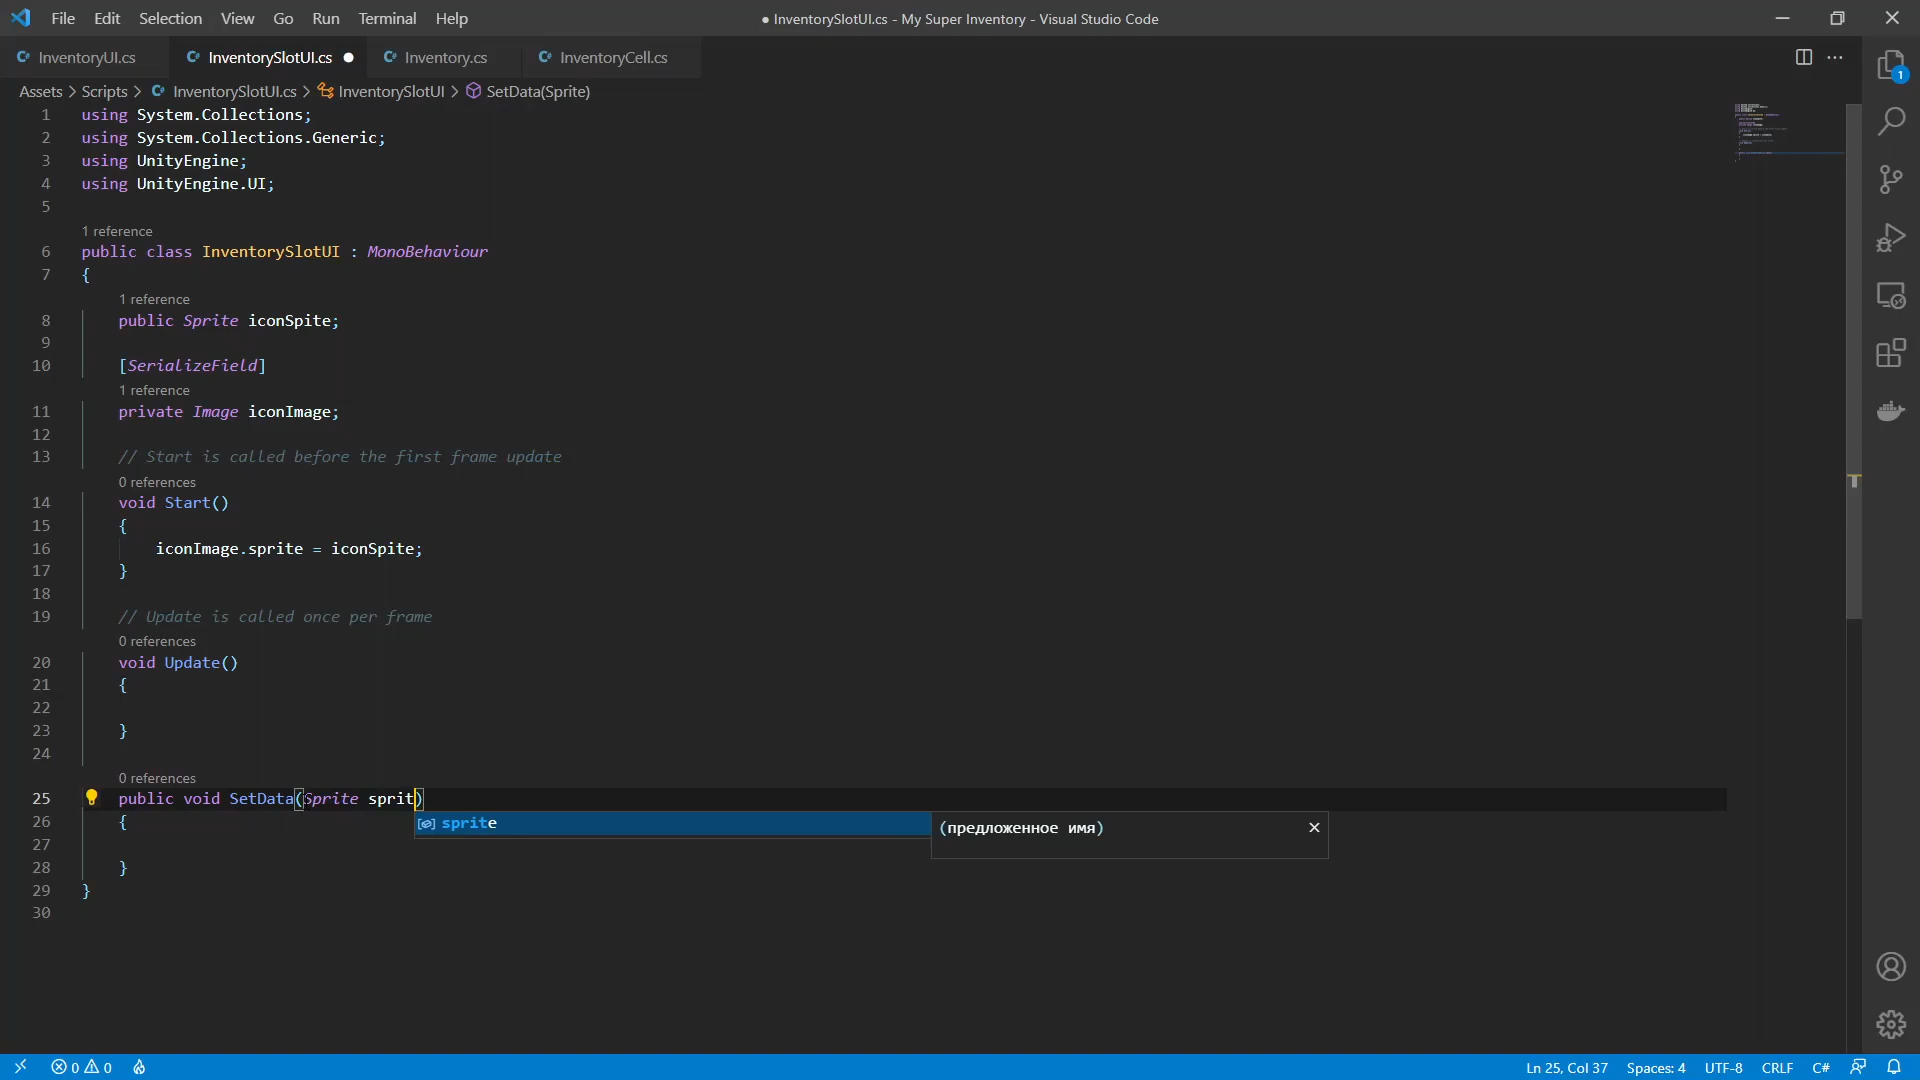 File Edit Selection View Go Run Terminal Help
● InventorySlotUI.cs - My Super Inventory - Visual Studio Code
InventoryUI.cs
InventorySlotUI.cs
Inventory.cs
InventoryCell.cs
Assets > Scripts > InventorySlotUI.cs > InventorySlotUI > SetData(Sprite)
1 using System.Collections;
2 using System.Collections.Generic;
3 using UnityEngine;
4 using UnityEngine.UI;
5
1 reference
6 public class InventorySlotUI : MonoBehaviour
7 {
1 reference
8 public Sprite iconSpite;
9
10 [SerializeField]
1 reference
11 private Image iconImage;
12
13 // Start is called before the first frame update
0 references
14 void Start()
15 {
16 iconImage.sprite = iconSpite;
17 }
18
19 // Update is called once per frame
0 references
20 void Update()
21 {
22
23 }
24
0 references
25 public void SetData(Sprite sprit)
26 {
sprite
(предложенное имя)
27
28 }
29 }
30
1
0 0
Ln 25, Col 37 Spaces: 4 UTF-8 CRLF C#